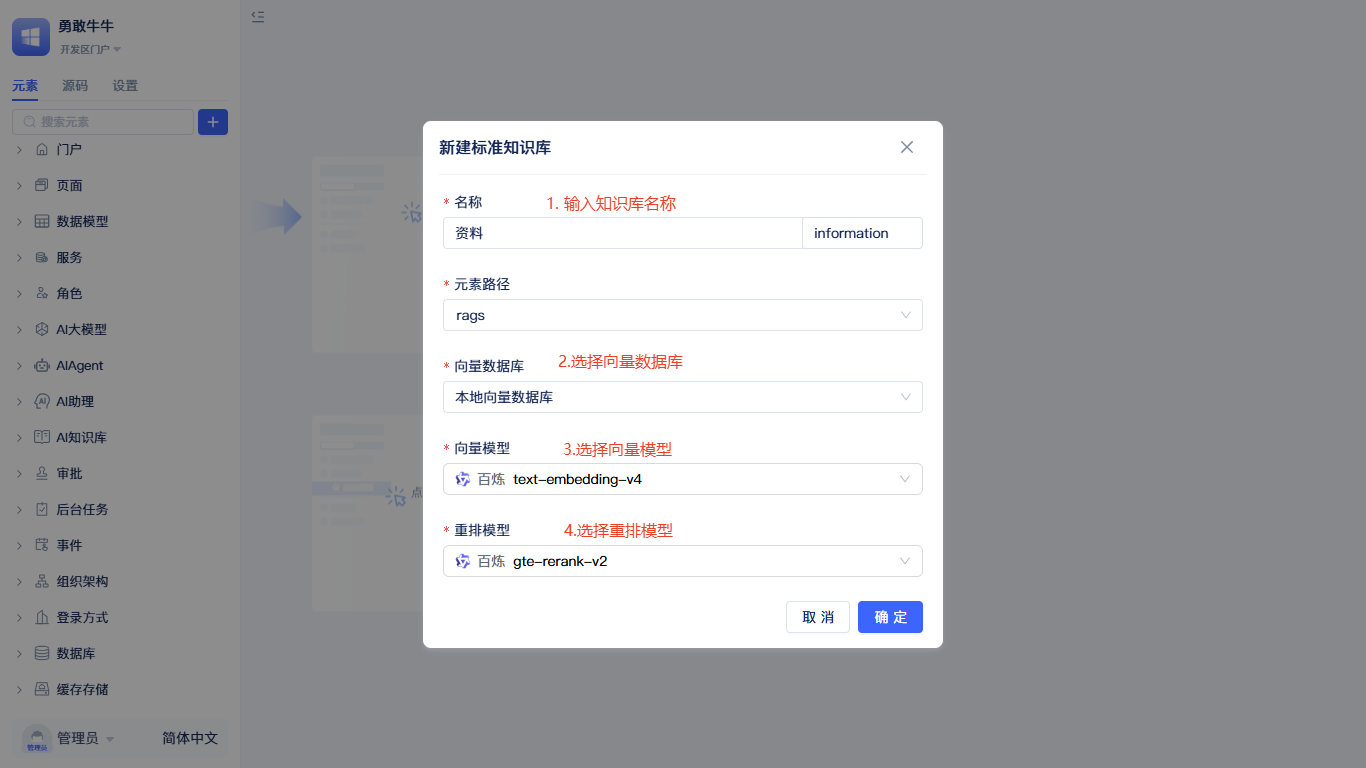 勇敢牛牛
开发区门户
元素 源码 设置
搜索元素
门户
页面
数据模型
服务
角色
AI大模型
AIAgent
AI助理
AI知识库
审批
后台任务
事件
组织架构
登录方式
数据库
缓存存储
管理员
管理员 简体中文
点
新建标准知识库
* 名称 1. 输入知识库名称
资料 information
* 元素路径
rags
* 向量数据库 2.选择向量数据库
本地向量数据库
* 向量模型 3.选择向量模型
百炼 text-embedding-v4
* 重排模型 4.选择重排模型
百炼 gte-rerank-v2
取 消 确 定